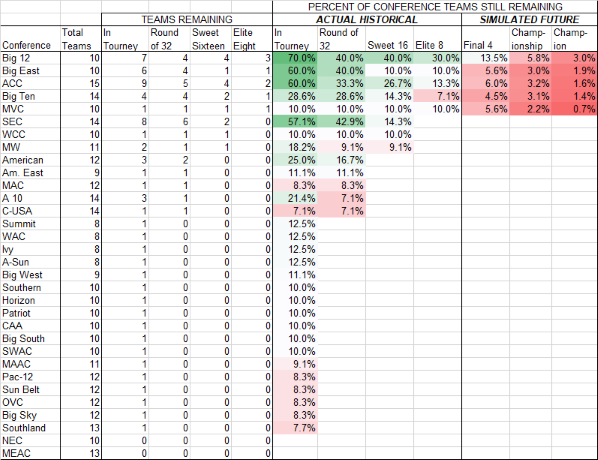 PERCENT OF CONFERENCE TEAMS STILL REMAINING
TEAMS REMAINING ACTUAL HISTORICAL SIMULATED FUTURE
Total In Round Sweet Elite In Round of Champ- Champ-
Conference Teams Tourney of 32 Sixteen Eight Tourney 32 Sweet 16 Elite 8 Final 4 ionship ion
Big 12 10 7 4 4 3 70.0% 40.0% 40.0% 30.0% 13.5% 5.8% 3.0%
Big East 10 6 4 1 1 60.0% 40.0% 10.0% 10.0% 5.6% 3.0% 1.9%
ACC 15 9 5 4 2 60.0% 33.3% 26.7% 13.3% 6.0% 3.2% 1.6%
Big Ten 14 4 4 2 1 28.6% 28.6% 14.3% 7.1% 4.5% 3.1% 1.4%
MVC 10 1 1 1 1 10.0% 10.0% 10.0% 10.0% 5.6% 2.2% 0.7%
SEC 14 8 6 2 0 57.1% 42.9% 14.3%
WCC 10 1 1 1 0 10.0% 10.0% 10.0%
MW 11 2 1 1 0 18.2% 9.1% 9.1%
American 12 3 2 0 0 25.0% 16.7%
Am. East 9 1 1 0 0 11.1% 11.1%
MAC 12 1 1 0 0 8.3% 8.3%
A 10 14 3 1 0 0 21.4% 7.1%
C-USA 14 1 1 0 0 7.1% 7.1%
Summit 8 1 0 0 0 12.5%
WAC 8 1 0 0 0 12.5%
Ivy 8 1 0 0 0 12.5%
A-Sun 8 1 0 0 0 12.5%
Big West 9 1 0 0 0 11.1%
Southern 10 1 0 0 0 10.0%
Horizon 10 1 0 0 0 10.0%
Patriot 10 1 0 0 0 10.0%
CAA 10 1 0 0 0 10.0%
Big South 10 1 0 0 0 10.0%
SWAC 10 1 0 0 0 10.0%
MAAC 11 1 0 0 0 9.1%
Pac-12 12 1 0 0 0 8.3%
Sun Belt 12 1 0 0 0 8.3%
OVC 12 1 0 0 0 8.3%
Big Sky 12 1 0 0 0 8.3%
Southland 13 1 0 0 0 7.7%
NEC 10 0 0 0 0
MEAC 13 0 0 0 0